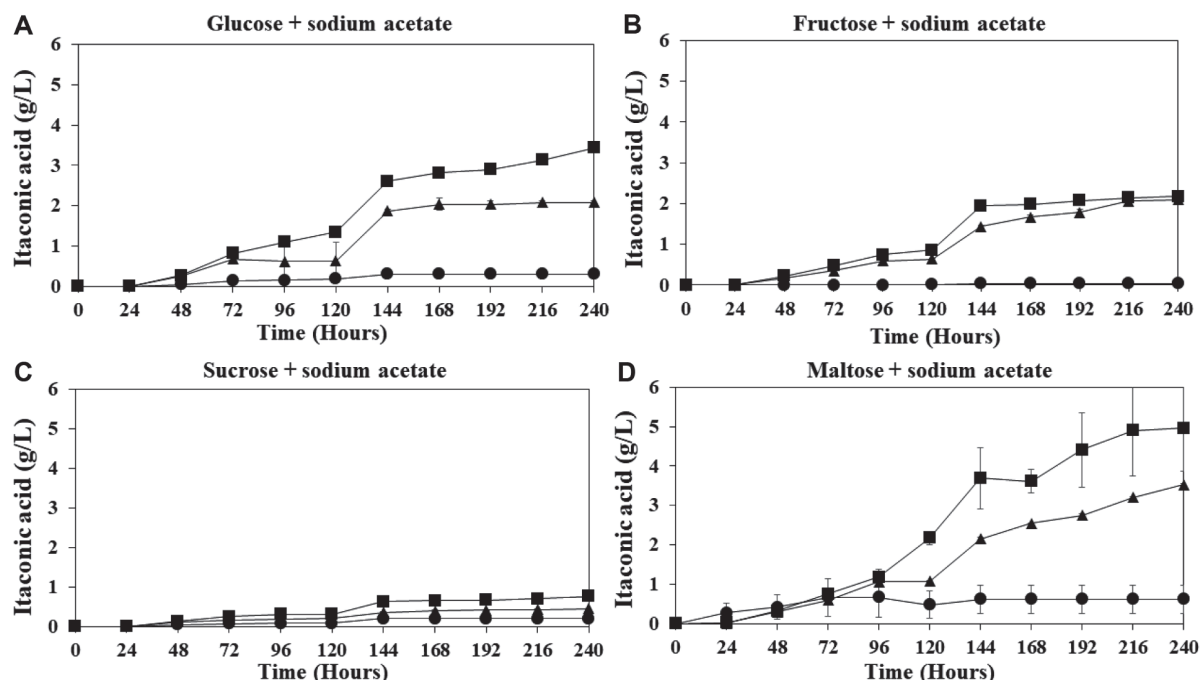 A
Glucose + sodium acetate
Itaconic acid (g/L)
6
5
4
3
2
1
0
0 24 48 72 96 120 144 168 192 216 240
Time (Hours)
B
Fructose + sodium acetate
Itaconic acid (g/L)
6
5
4
3
2
1
0
0 24 48 72 96 120 144 168 192 216 240
Time (Hours)
C
Sucrose + sodium acetate
Itaconic acid (g/L)
6
5
4
3
2
1
0
0 24 48 72 96 120 144 168 192 216 240
Time (Hours)
D
Maltose + sodium acetate
Itaconic acid (g/L)
6
5
4
3
2
1
0
0 24 48 72 96 120 144 168 192 216 240
Time (Hours)